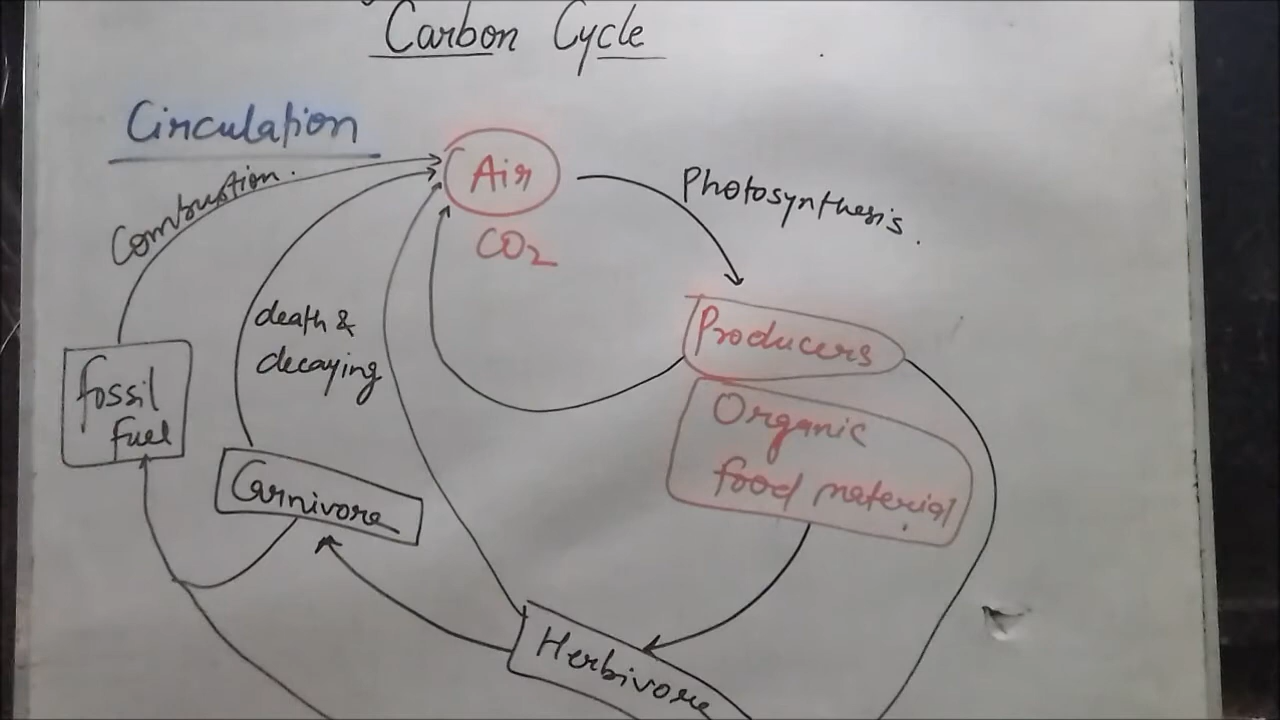 Carbon Cycle
Circulation
Combustion.
Air
CO2
Photosynthesis.
death &
decaying
Producers
fossil
fuel
Organic
food material
Carnivore
Herbivore